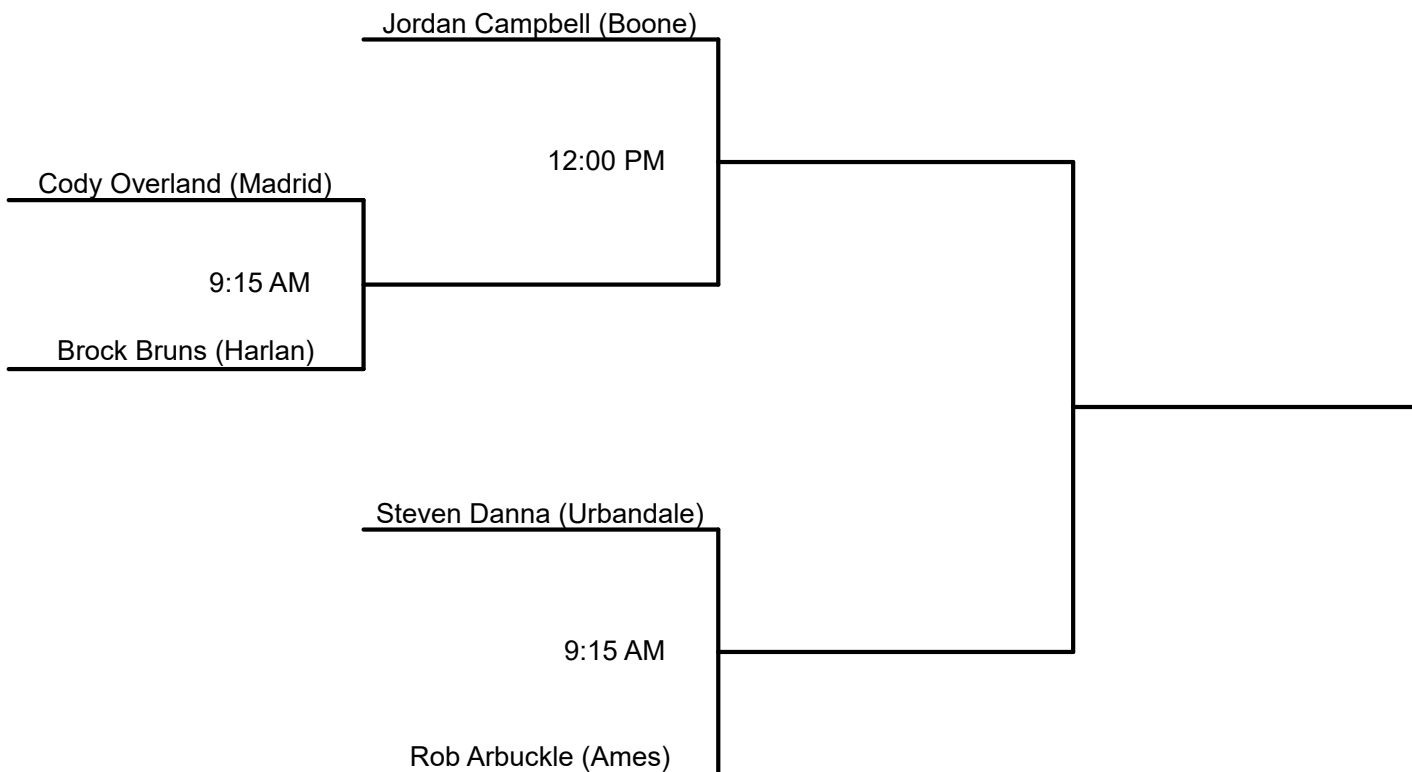 Jordan Campbell (Boone)
12:00 PM
Cody Overland (Madrid)
9:15 AM
Brock Bruns (Harlan)
Steven Danna (Urbandale)
9:15 AM
Rob Arbuckle (Ames)